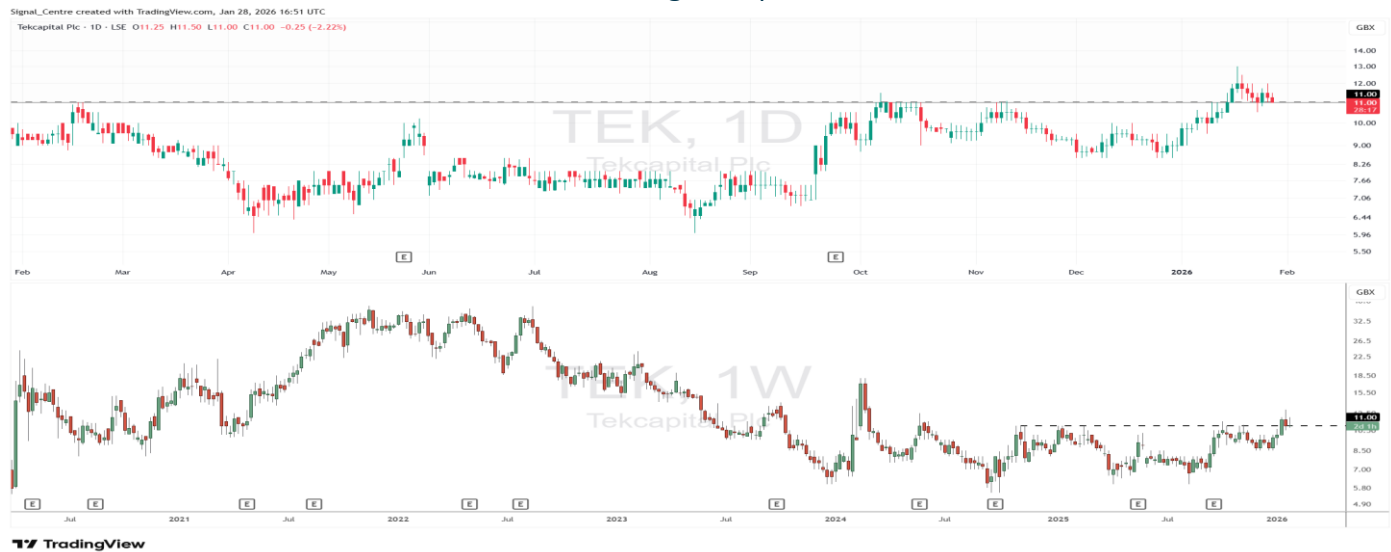 Signal_Centre created with TradingView.com, Jan 28, 2026 16:51 UTC
Tekcapital Plc · 1D · LSE O11.25 H11.50 L11.00 C11.00 −0.25 (−2.22%)
GBX
14.00
13.00
12.00
11.00
11.00
28:17
10.00
9.00
8.26
7.66
7.06
6.44
5.96
5.50
TEK, 1D
Tekcapital Plc
E E
Feb Mar Apr May Jun Jul Aug Sep Oct Nov Dec 2026 Feb
GBX
32.5
26.5
22.5
18.50
15.50
11.00
2d 1h
8.50
7.00
5.80
4.90
TEK, 1W
Tekcapital Plc
E E E E E E E E E E E
Jul 2021 Jul 2022 Jul 2023 Jul 2024 Jul 2025 Jul 2026
TradingView